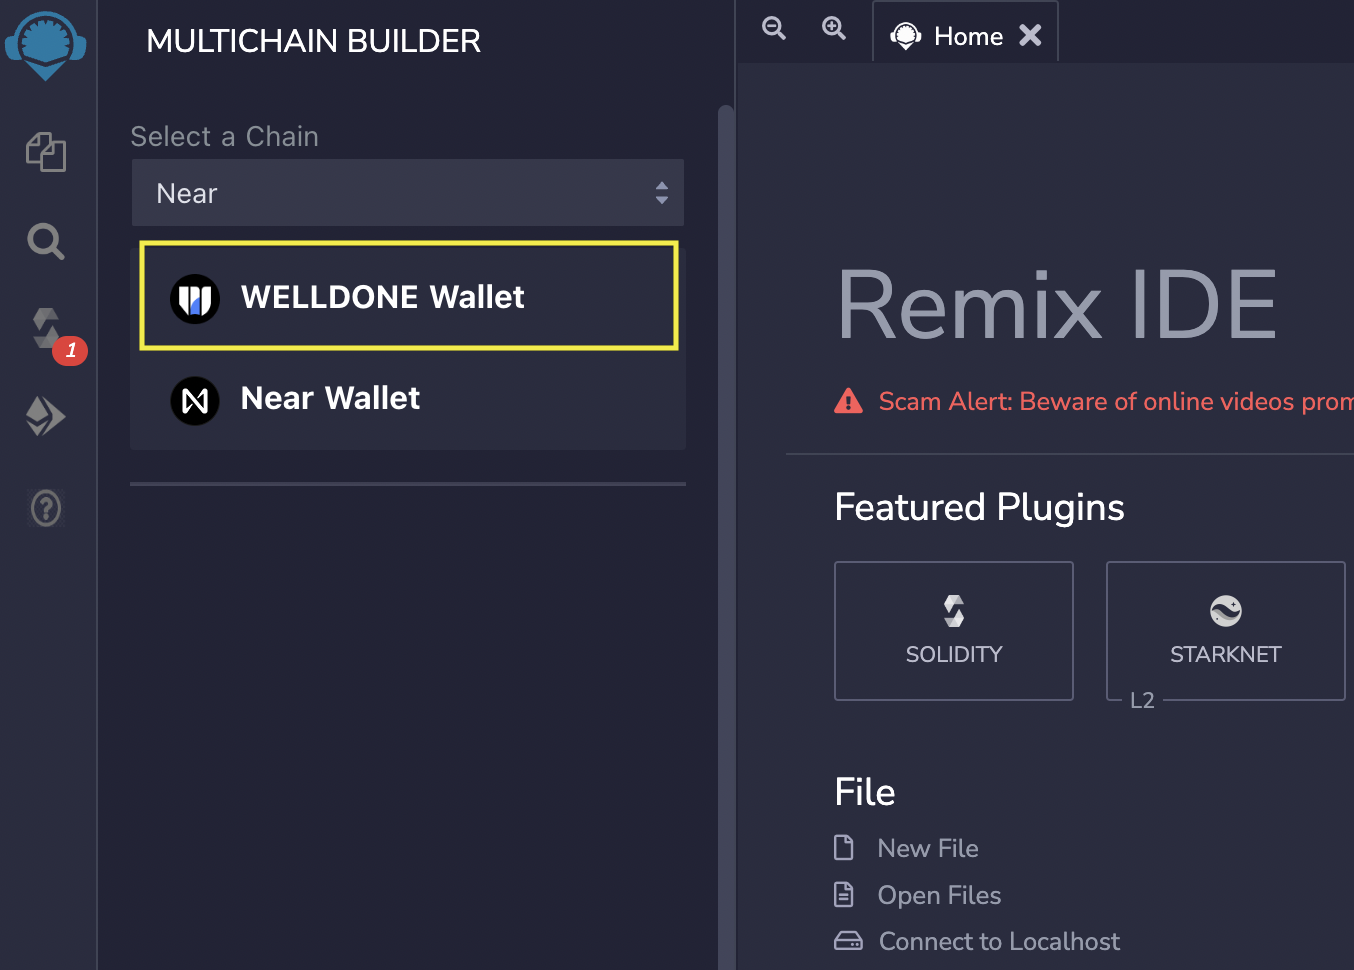 MULTICHAIN BUILDER
Select a Chain
Near
WELLDONE Wallet
Near Wallet
1
Home
Remix IDE
Scam Alert: Beware of online videos prom
Featured Plugins
SOLIDITY
STARKNET
L2
File
New File
Open Files
Connect to Localhost